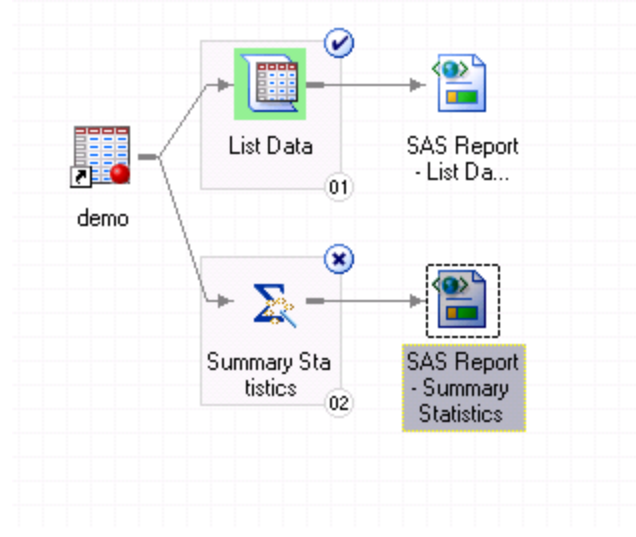 List Data
01
SAS Report
- List Da...
demo
Summary Sta
tistics
02
SAS Report
- Summary
Statistics